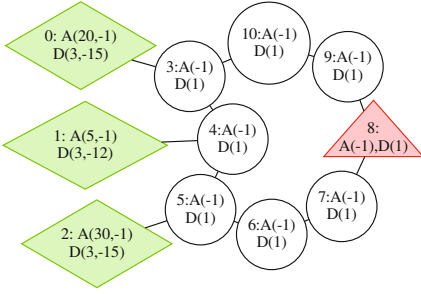 0: A(20,-1)
D(3,-15)
10:A(-1)
D(1)
3:A(-1)
D(1)
9:A(-1)
D(1)
1: A(5,-1)
D(3,-12)
4:A(-1)
D(1)
8:
A(-1),D(1)
5:A(-1)
D(1)
7:A(-1)
D(1)
2: A(30,-1)
D(3,-15)
6:A(-1)
D(1)